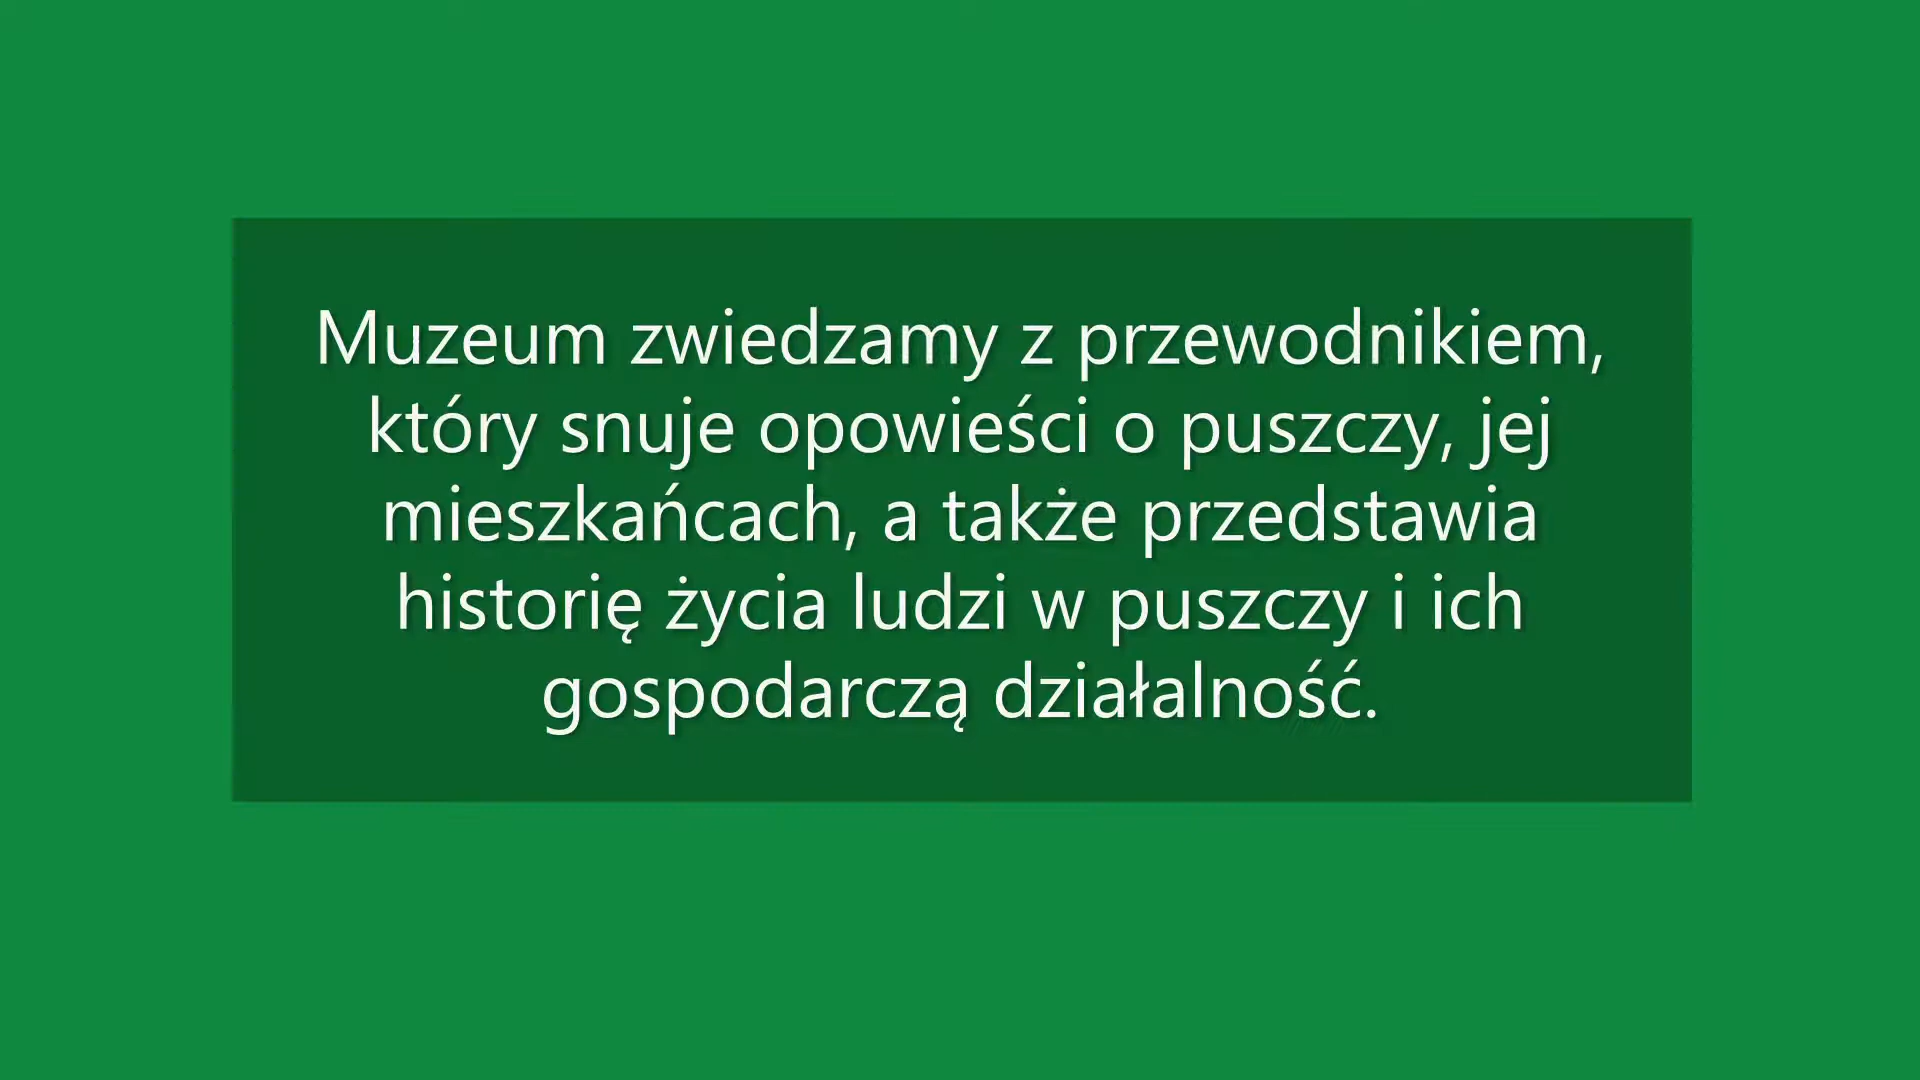 Muzeum zwiedzamy z przewodnikiem,
który snuje opowieści o puszczy, jej
mieszkańcach, a także przedstawia
historię życia ludzi w puszczy i ich
gospodarczą działalność.